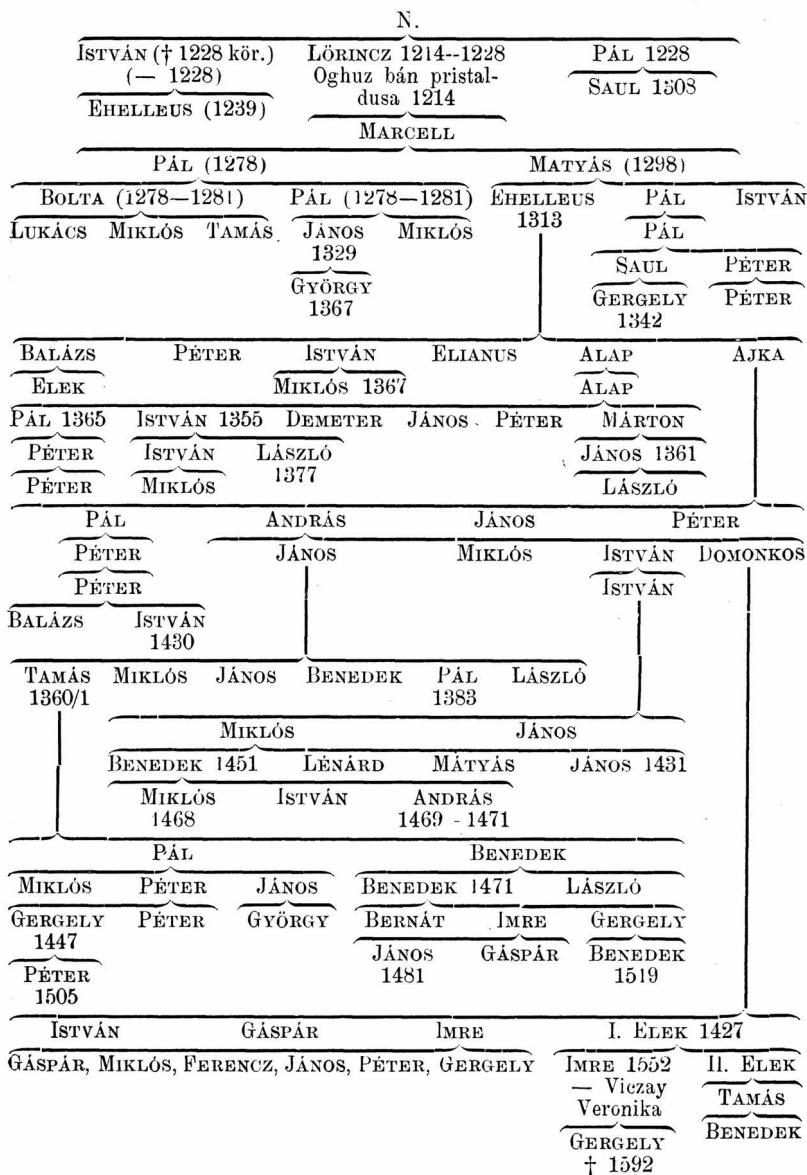 N.
ISTVÁN († 1228 kör.) LŐRINCZ 1214--1228 PÁL 1228
(— 1228) Oghuz bán pristal- SAUL 1308
EHELLEUS (1239) dusa 1214
MARCELL
PÁL (1278) MATYÁS (1298)
BOLTA (1278—1281) PÁL (1278—1281) EHELLEUS PÁL ISTVÁN
LUKÁCS MIKLÓS TAMÁS JÁNOS MIKLÓS 1313 PÁL
1329 SAUL PÉTER
GYÖRGY GERGELY PÉTER
1367 1342
BALÁZS PÉTER ISTVÁN ELIANUS ALAP AJKA
ELEK MIKLÓS 1367 ALAP
PÁL 1365 ISTVÁN 1355 DEMETER JÁNOS PÉTER MÁRTON
PÉTER ISTVÁN LÁSZLÓ JÁNOS 1361
PÉTER MIKLÓS 1377 LÁSZLÓ
PÁL ANDRÁS JÁNOS PÉTER
PÉTER JÁNOS MIKLÓS ISTVÁN DOMONKOS
PÉTER ISTVÁN
BALÁZS ISTVÁN
1430
TAMÁS MIKLÓS JÁNOS BENEDEK PÁL LÁSZLÓ
1360/1 1383
MIKLÓS JÁNOS
BENEDEK 1451 LÉNÁRD MÁTYÁS JÁNOS 1431
MIKLÓS ISTVÁN ANDRÁS
1468 1469 - 1471
PÁL BENEDEK
MIKLÓS PÉTER JÁNOS BENEDEK 1471 LÁSZLÓ
GERGELY PÉTER GYÖRGY BERNÁT IMRE GERGELY
1447 JÁNOS GÁSPÁR BENEDEK
PÉTER 1481 1519
1505
ISTVÁN GÁSPÁR IMRE I. ELEK 1427
GÁSPÁR, MIKLÓS, FERENCZ, JÁNOS, PÉTER, GERGELY IMRE 1552 II. ELEK
— Viczay TAMÁS
Veronika BENEDEK
GERGELY
† 1592